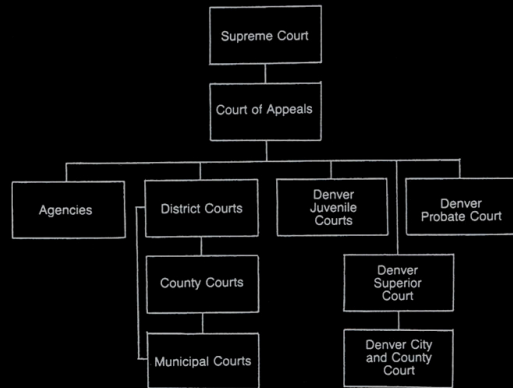 Supreme Court
Court of Appeals
Agencies
District Courts
Denver
Juvenile
Courts
Denver
Probate Court
County Courts
Denver
Superior
Court
Municipal Courts
Denver City
and County
Court